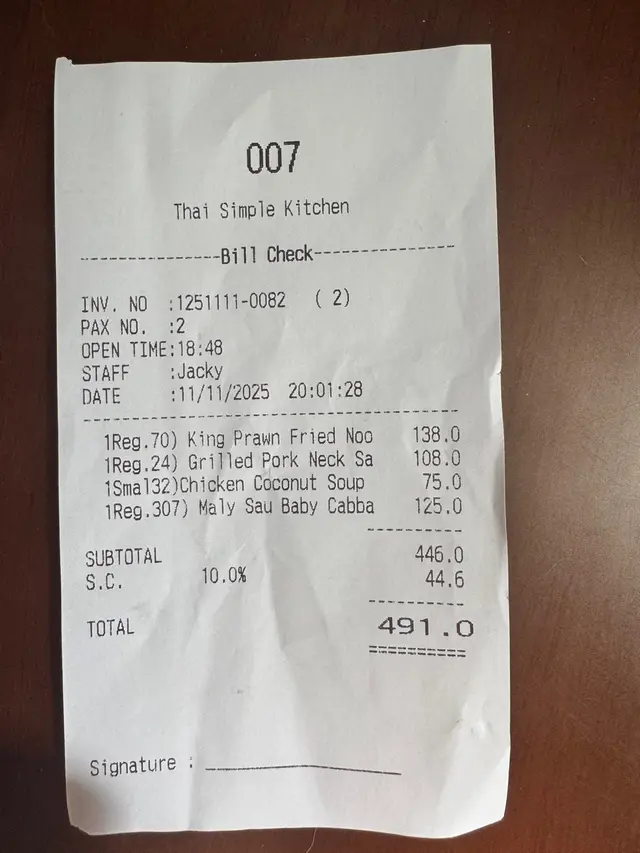 007
Thai Simple Kitchen
---------------Bill Check---------------
INV. NO :1251111-0082 ( 2)
PAX NO. :2
OPEN TIME:18:48
STAFF :Jacky
DATE :11/11/2025 20:01:28
1Reg.70) King Prawn Fried Noo 138.0
1Reg.24) Grilled Pork Neck Sa 108.0
1Smal32)Chicken Coconut Soup 75.0
1Reg.307) Maly Sau Baby Cabba 125.0
SUBTOTAL 446.0
S.C. 10.0% 44.6
TOTAL 491.0
Signature : ____________________